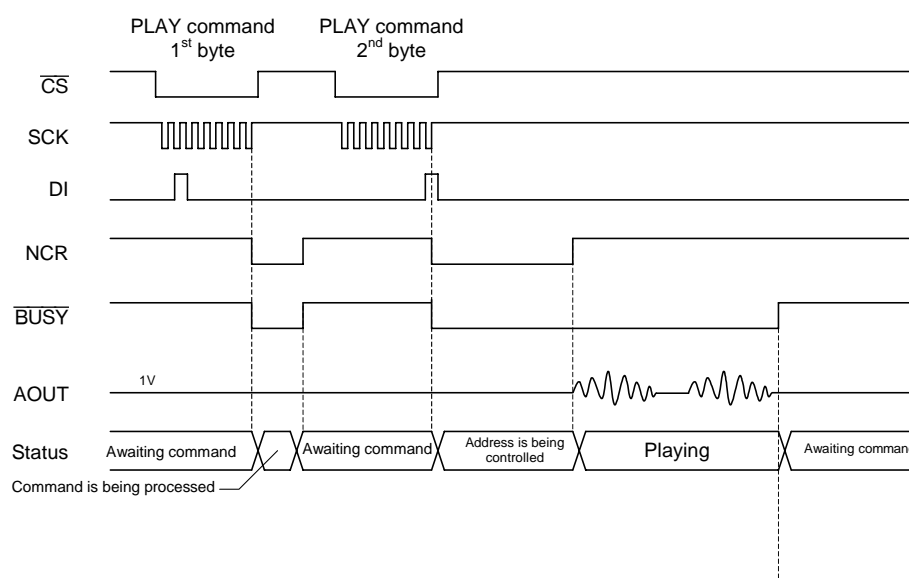 PLAY command
1st byte
PLAY command
2nd byte
CS
SCK
DI
NCR
BUSY
AOUT
1V
Status
Awaiting command
Awaiting command
Address is being
controlled
Playing
Awaiting comman
Command is being processed